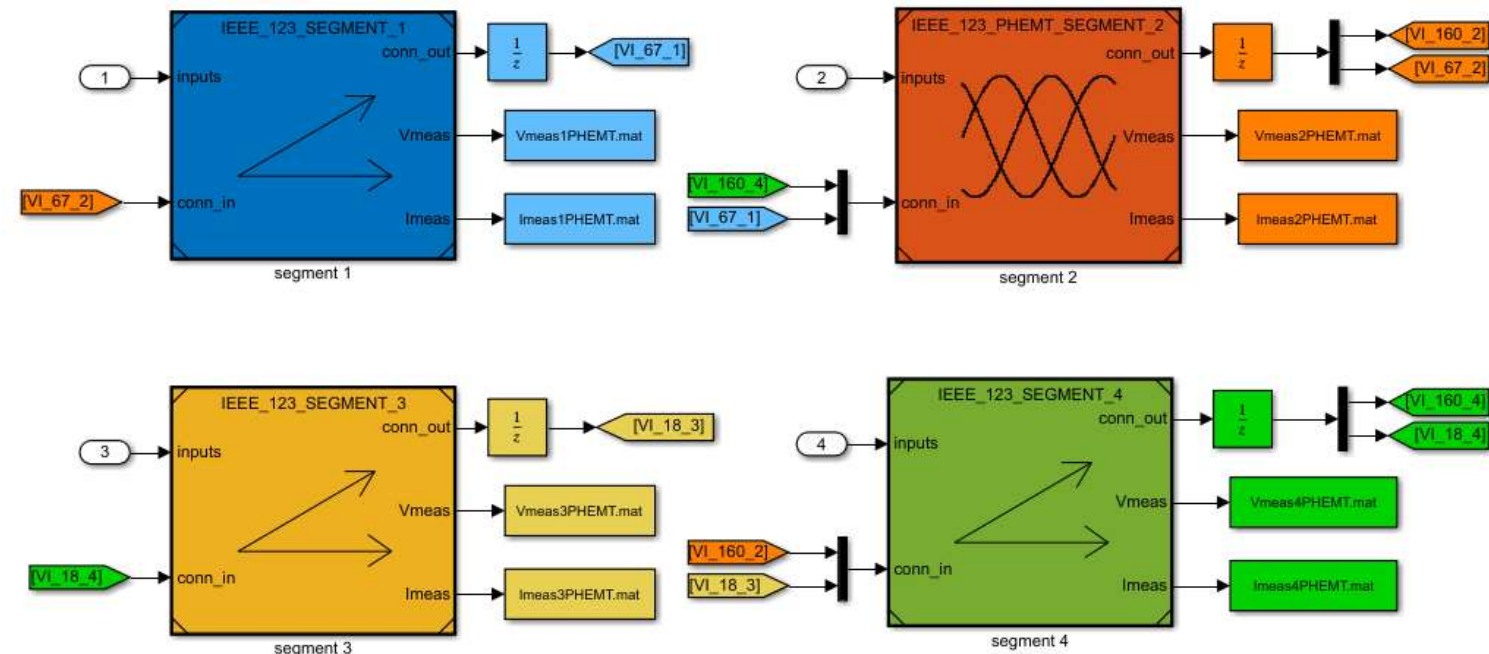 IEEE_123_SEGMENT_1
conn_out
1
z
[VI_67_1]
1
inputs
Vmeas
Vmeas1PHEMT.mat
[VI_67_2]
conn_in
Imeas
Imeas1PHEMT.mat
segment 1
IEEE_123_PHEMT_SEGMENT_2
conn_out
1
z
[VI_160_2]
[VI_67_2]
2
inputs
Vmeas
Vmeas2PHEMT.mat
[VI_160_4]
[VI_67_1]
conn_in
Imeas
Imeas2PHEMT.mat
segment 2
IEEE_123_SEGMENT_3
conn_out
1
z
[VI_18_3]
3
inputs
Vmeas
Vmeas3PHEMT.mat
[VI_18_4]
conn_in
Imeas
Imeas3PHEMT.mat
segment 3
IEEE_123_SEGMENT_4
conn_out
1
z
[VI_160_4]
[VI_18_4]
4
inputs
Vmeas
Vmeas4PHEMT.mat
[VI_160_2]
[VI_18_3]
conn_in
Imeas
Imeas4PHEMT.mat
segment 4